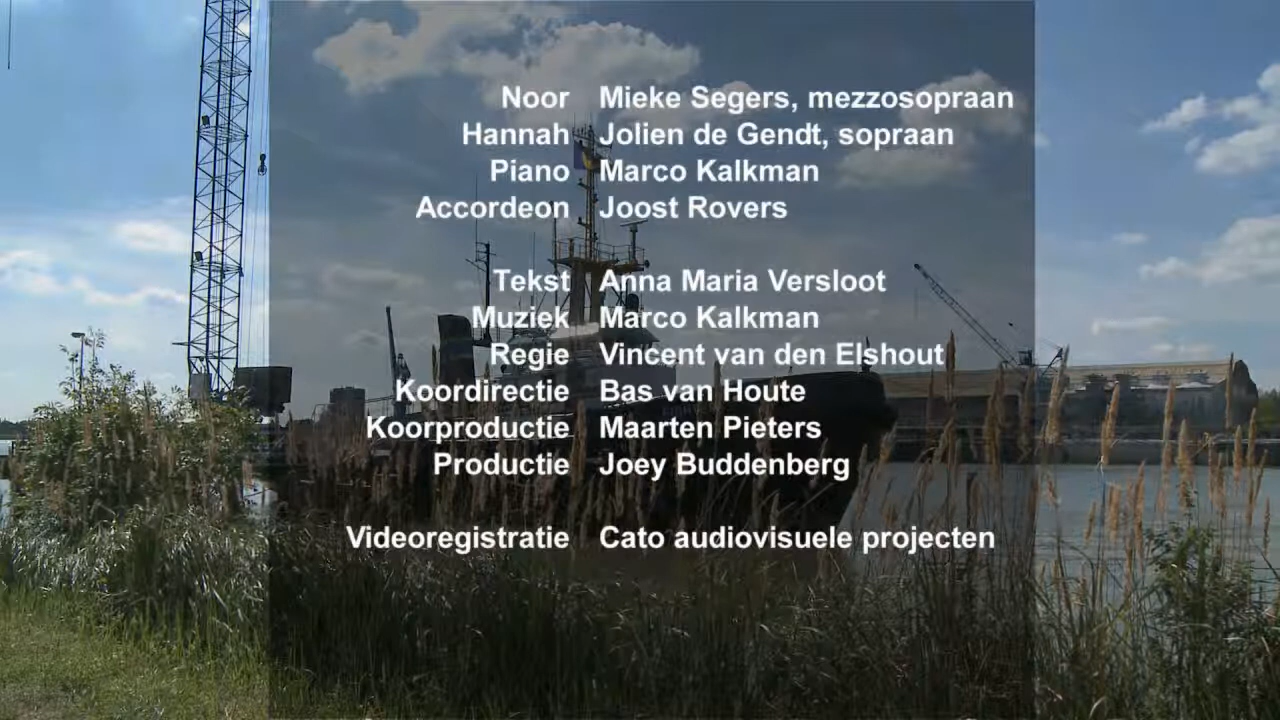 Noor Mieke Segers, mezzosopraan
Hannah Jolien de Gendt, sopraan
Piano Marco Kalkman
Accordeon Joost Rovers
Tekst Anna Maria Versloot
Muziek Marco Kalkman
Regie Vincent van den Elshout
Koordirectie Bas van Houte
Koorproductie Maarten Pieters
Productie Joey Buddenberg
Videoregistratie Cato audiovisuele projecten